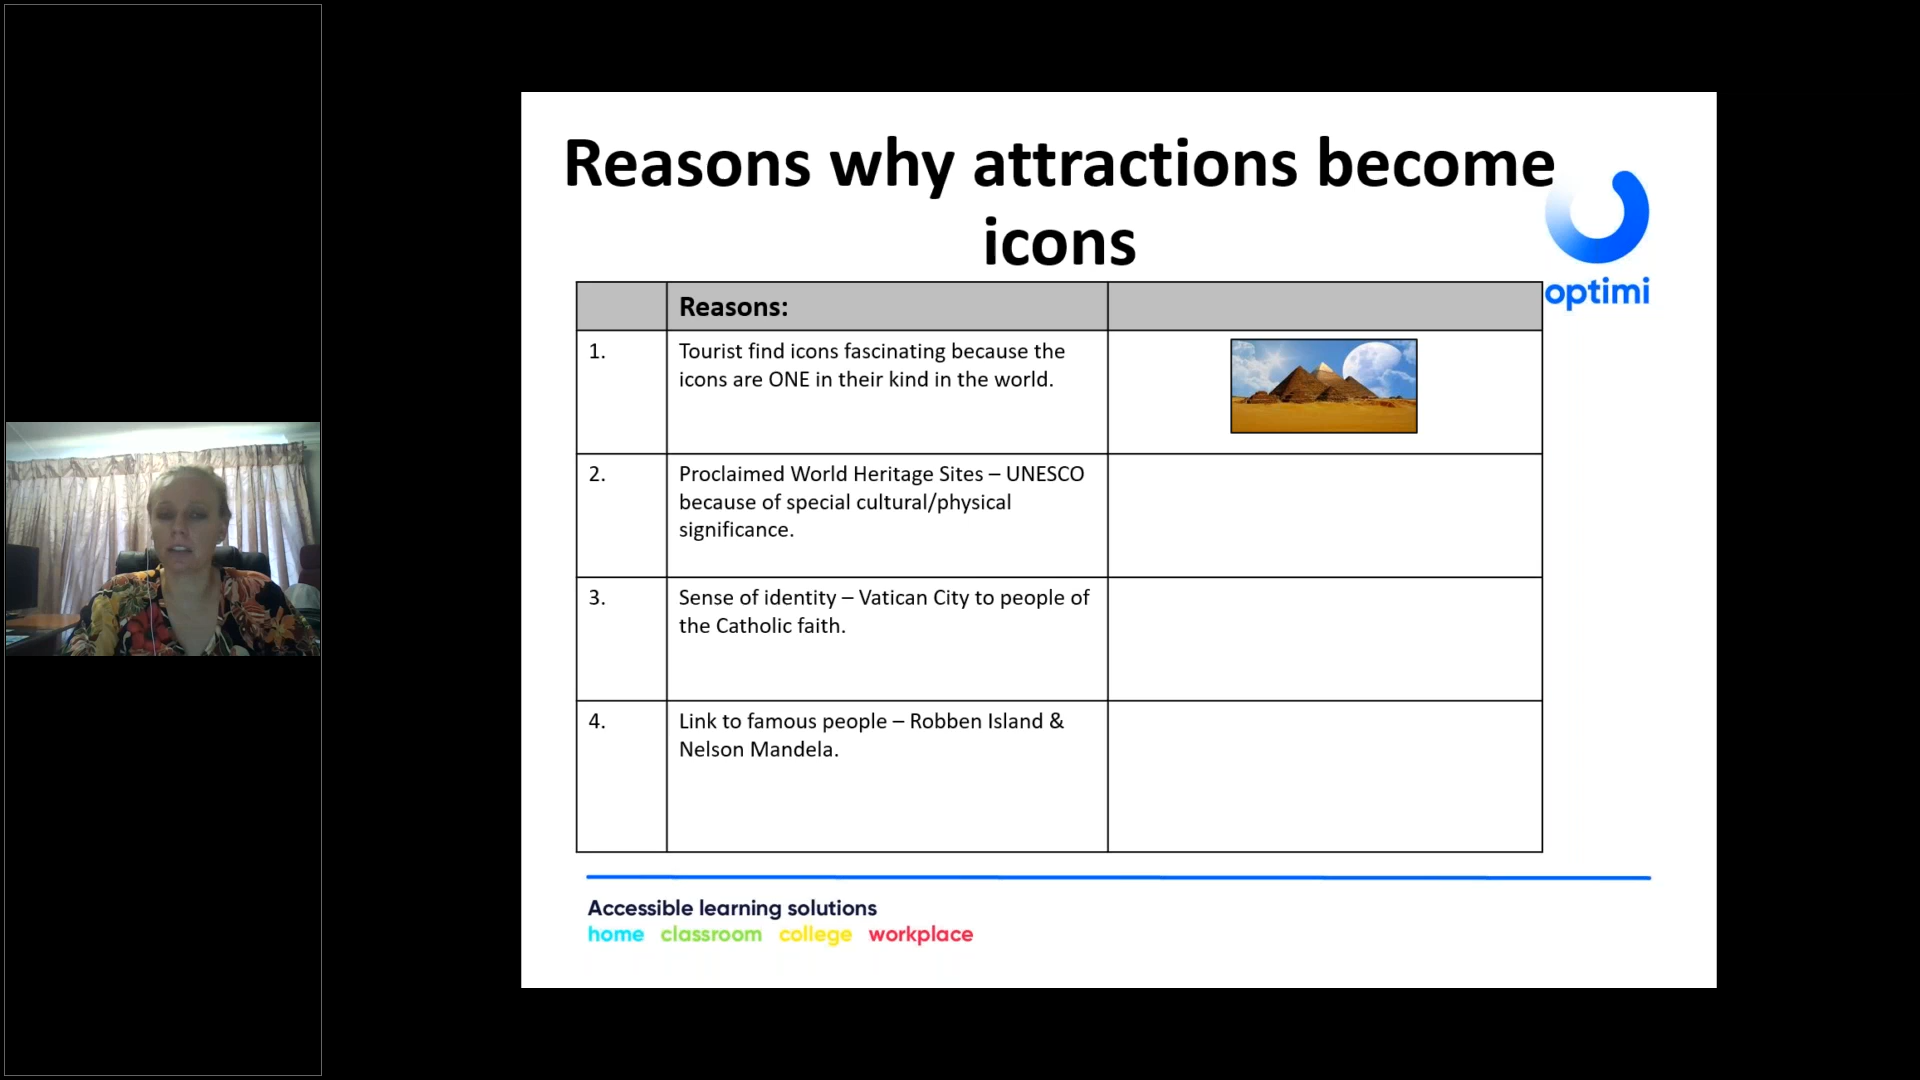 Reasons why attractions become
icons
optimi
Reasons:
1.
Tourist find icons fascinating because the
icons are ONE in their kind in the world.
2.
Proclaimed World Heritage Sites – UNESCO
because of special cultural/physical
significance.
3.
Sense of identity – Vatican City to people of
the Catholic faith.
4.
Link to famous people – Robben Island &
Nelson Mandela.
Accessible learning solutions
home classroom college workplace